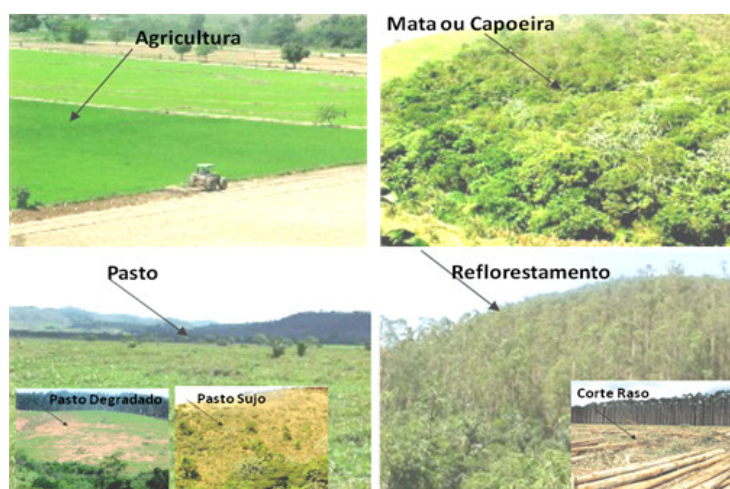 Agricultura
Mata ou Capoeira
Pasto
Reflorestamento
Pasto Degradado
Pasto Sujo
Corte Raso